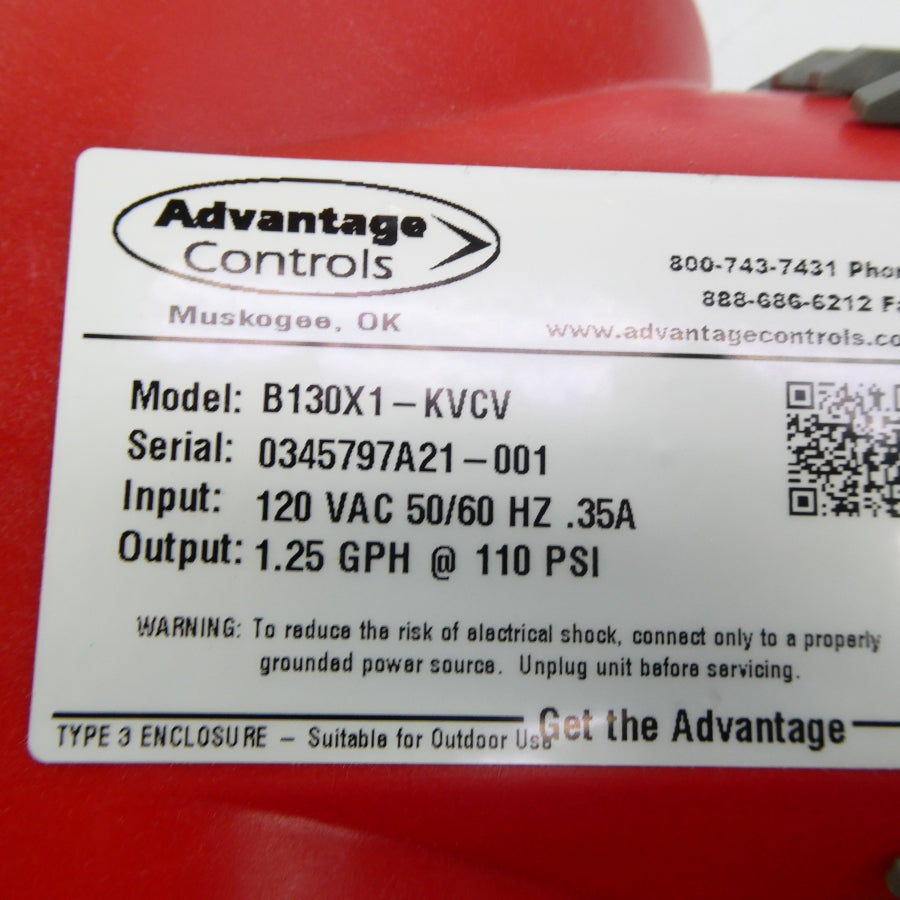 Advantage
Controls
Muskogee, OK
800-743-7431 Phon
888-686-6212 Fa
www.advantagecontrols.co
Model: B130X1-KVCV
Serial: 0345797A21-001
Input: 120 VAC 50/60 HZ .35A
Output: 1.25 GPH @ 110 PSI
WARNING: To reduce the risk of electrical shock, connect only to a properly
grounded power source. Unplug unit before servicing.
Get the Advantage
TYPE 3 ENCLOSURE - Suitable for Outdoor Use